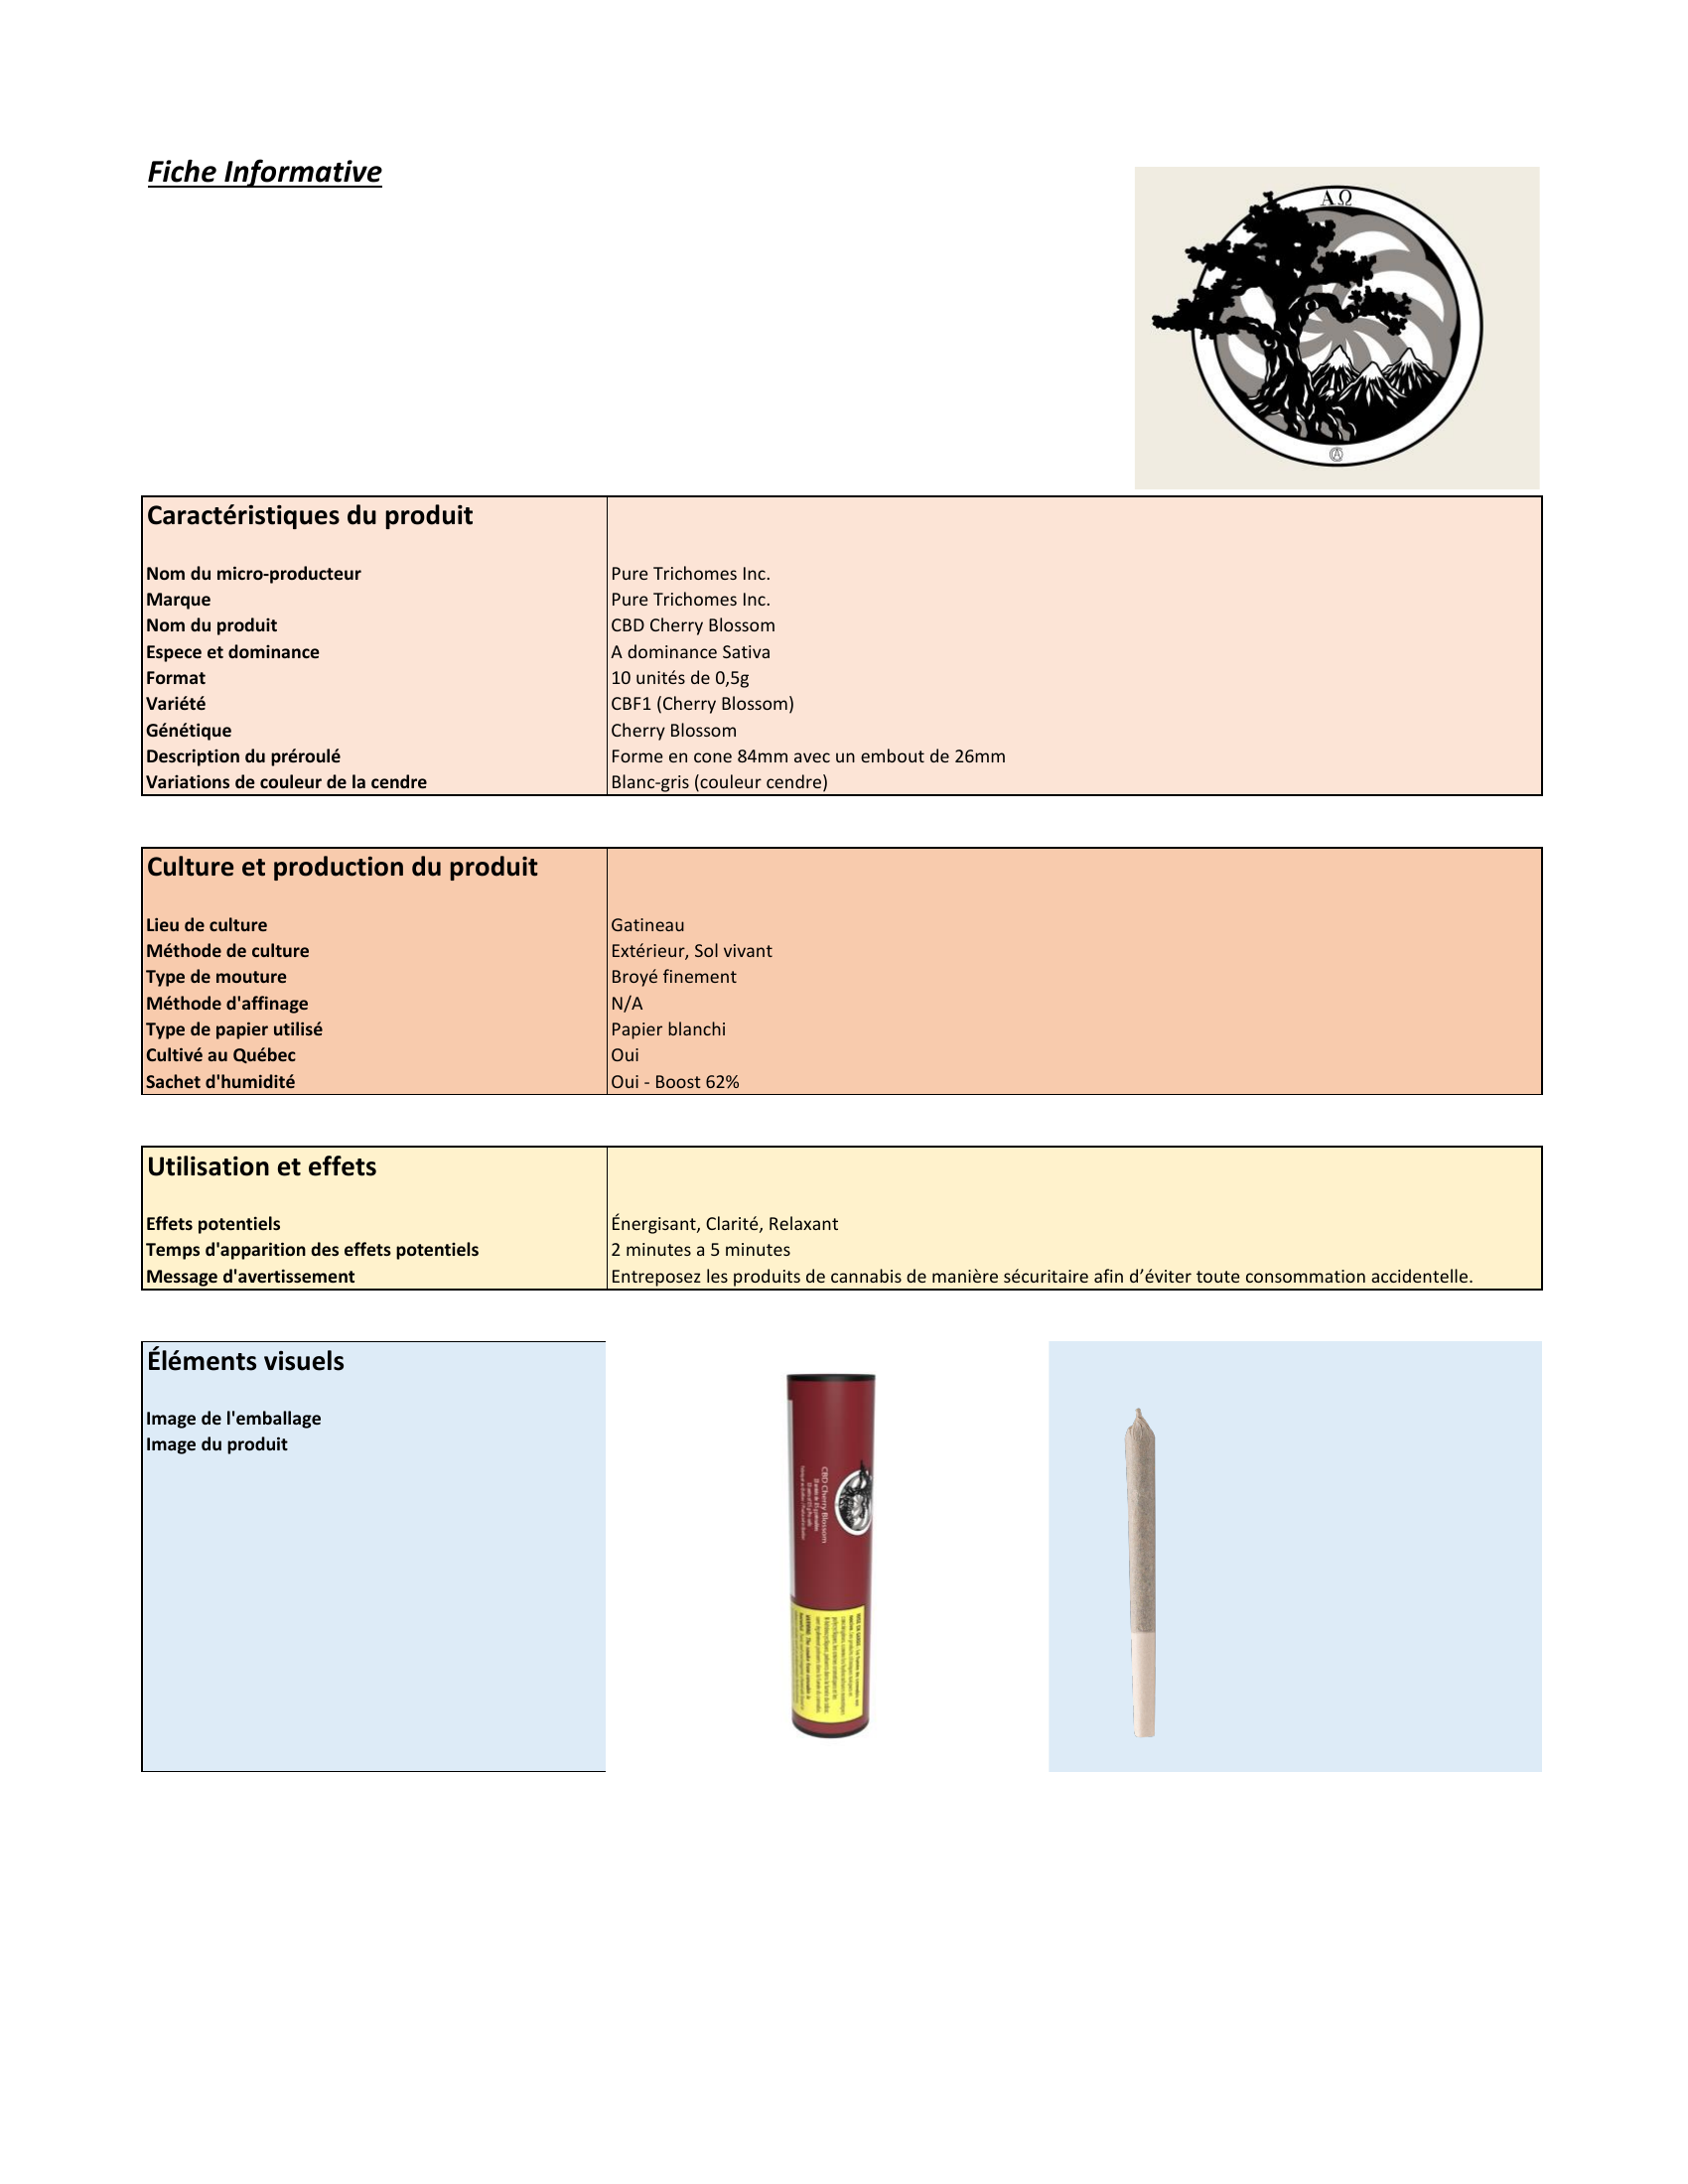 Fiche Informative
ΑΩ
Caractéristiques du produit
Nom du micro-producteur Pure Trichomes Inc.
Marque Pure Trichomes Inc.
Nom du produit CBD Cherry Blossom
Espece et dominance A dominance Sativa
Format 10 unités de 0,5g
Variété CBF1 (Cherry Blossom)
Génétique Cherry Blossom
Description du préroulé Forme en cone 84mm avec un embout de 26mm
Variations de couleur de la cendre Blanc-gris (couleur cendre)
Culture et production du produit
Lieu de culture Gatineau
Méthode de culture Extérieur, Sol vivant
Type de mouture Broyé finement
Méthode d'affinage N/A
Type de papier utilisé Papier blanchi
Cultivé au Québec Oui
Sachet d'humidité Oui - Boost 62%
Utilisation et effets
Effets potentiels Énergisant, Clarité, Relaxant
Temps d'apparition des effets potentiels 2 minutes a 5 minutes
Message d'avertissement Entreposez les produits de cannabis de manière sécuritaire afin d’éviter toute consommation accidentelle.
Éléments visuels
Image de l'emballage
Image du produit
CBD Cherry Blossom